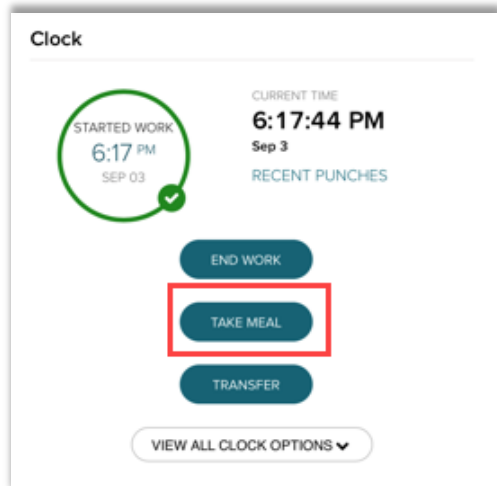 Clock
STARTED WORK
6:17 PM
SEP 03
CURRENT TIME
6:17:44 PM
Sep 3
RECENT PUNCHES
END WORK
TAKE MEAL
TRANSFER
VIEW ALL CLOCK OPTIONS